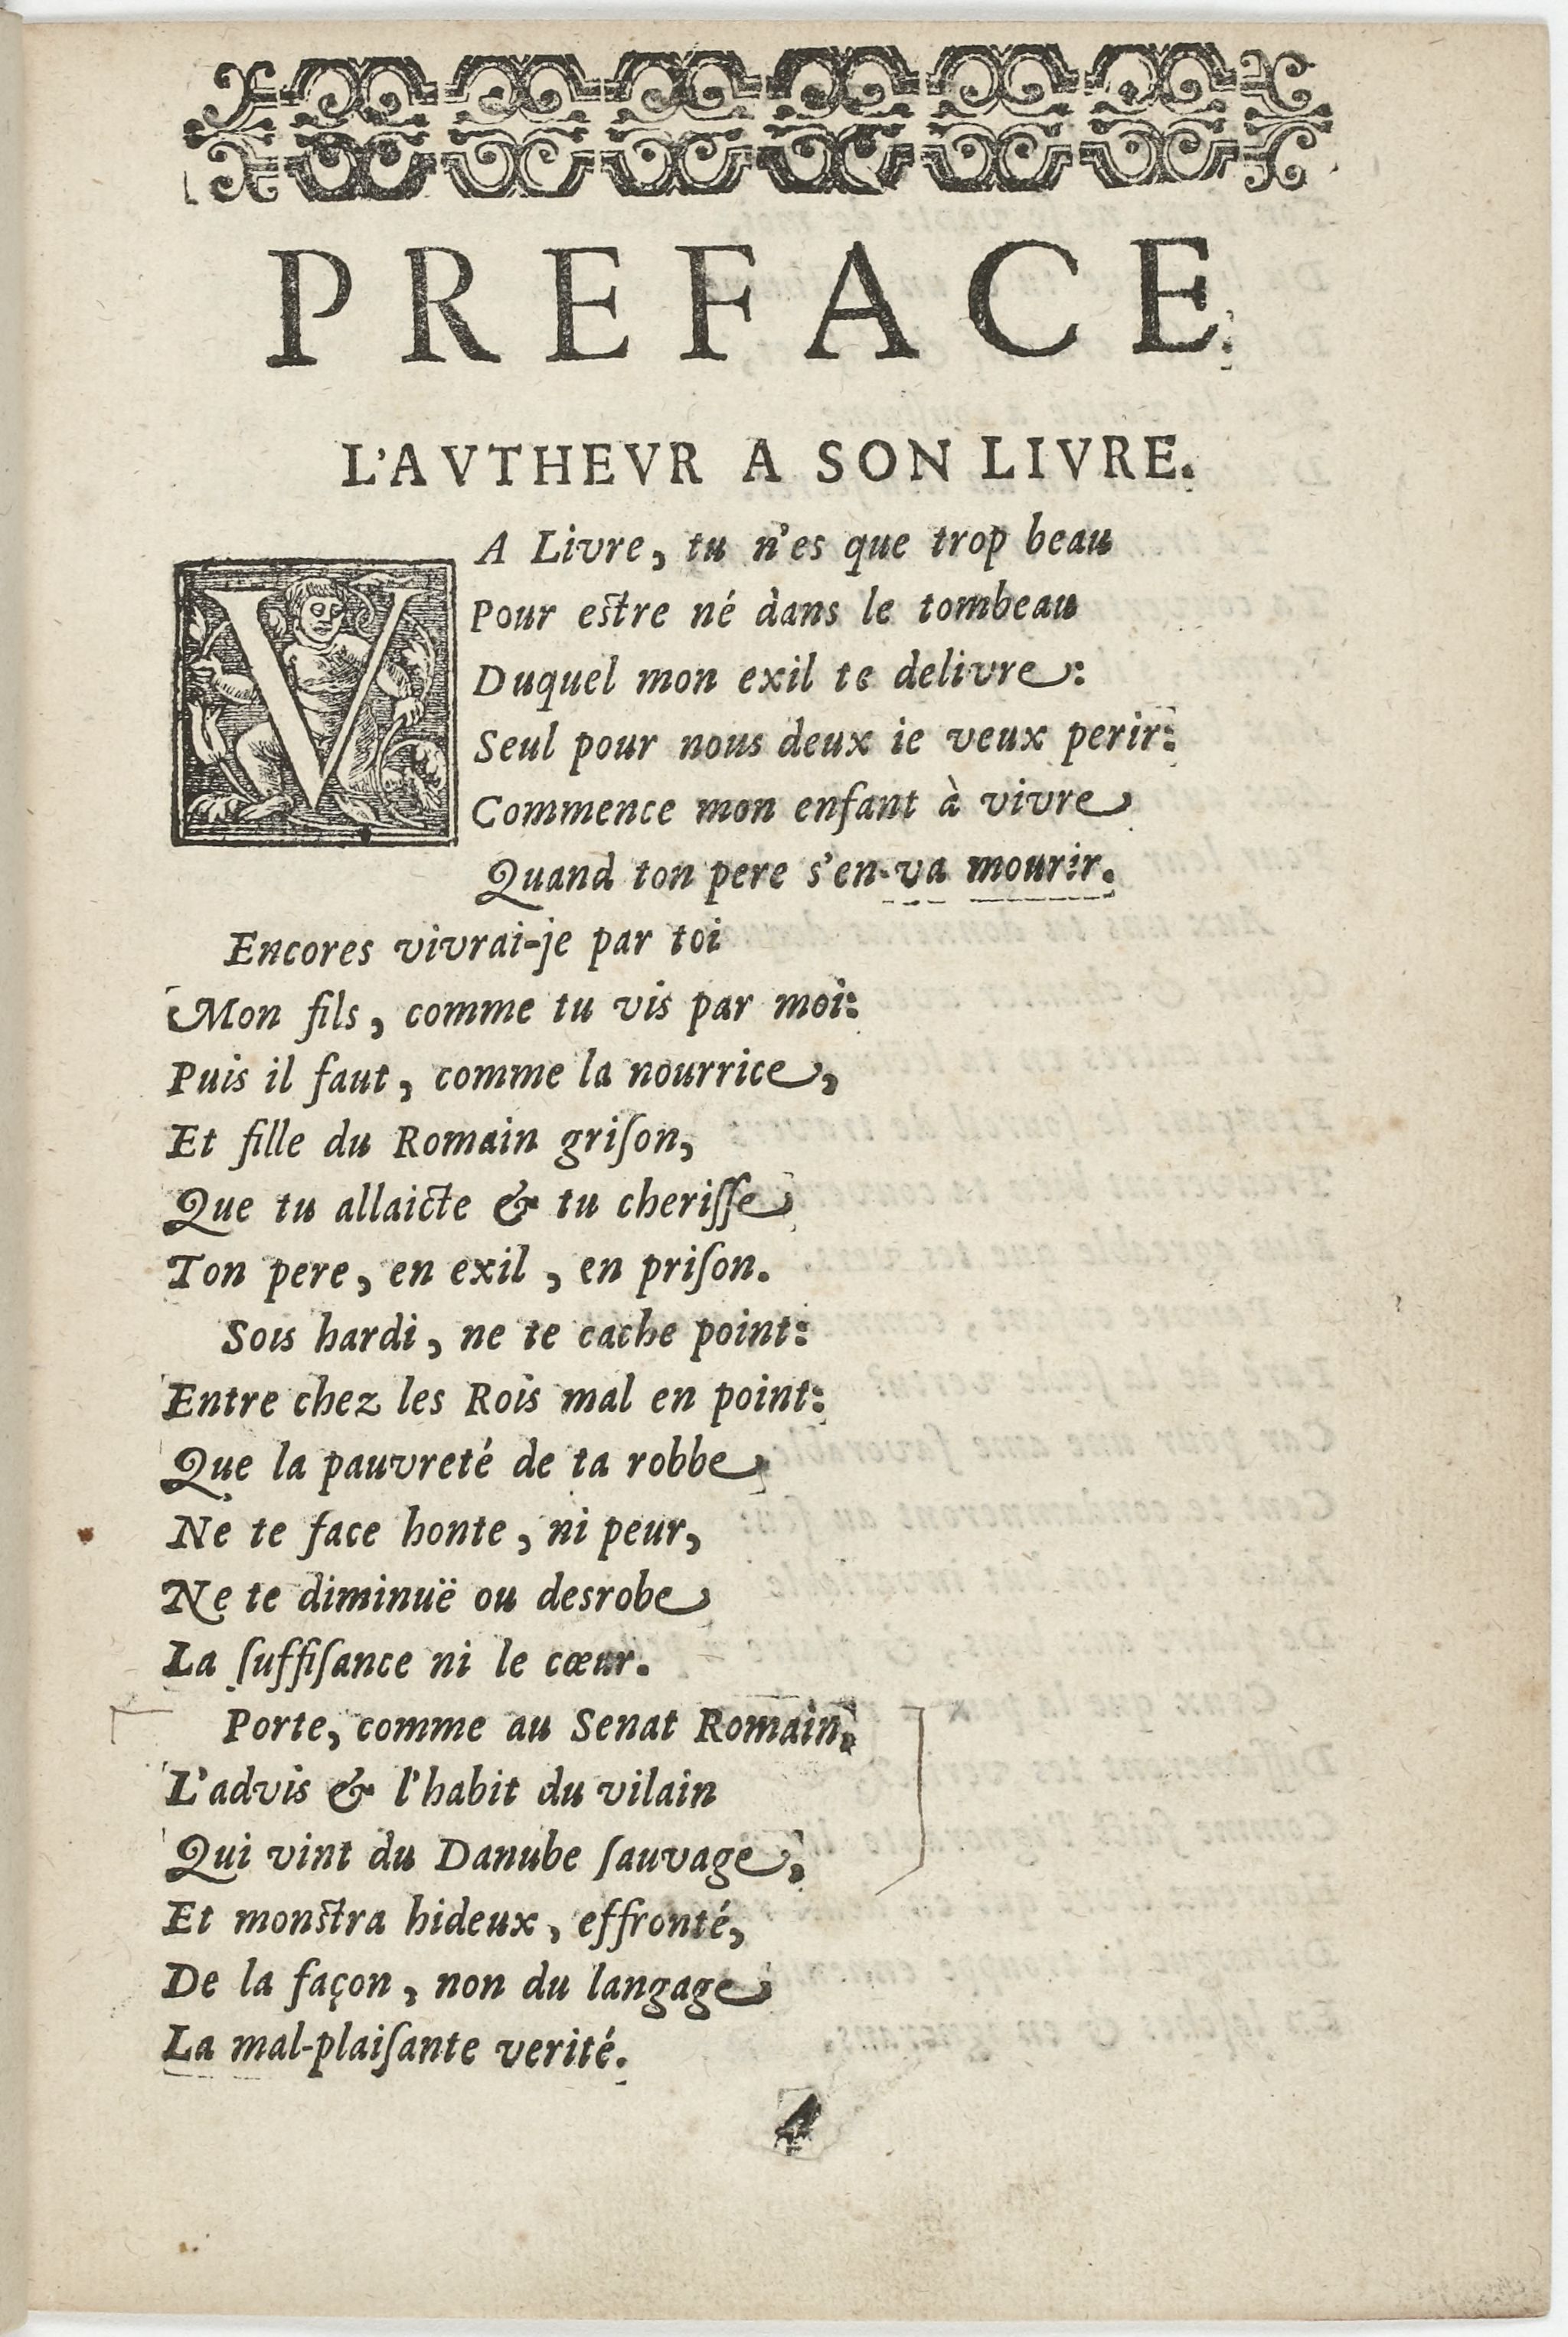 PREFACE.
L'AVTHEVR A SON LIVRE.
VA Livre, tu n'es que trop beau
Pour estre né dans le tombeau
Duquel mon exil te delivre:
Seul pour nous deux ie veux perir:
Commence mon enfant à vivre
Quand ton pere s'en-va mourir.
Encores vivrai-je par toi
Mon fils, comme tu vis par moi:
Puis il faut, comme la nourrice,
Et fille du Romain griſon,
Que tu allaicte & tu cheriſſe
Ton pere, en exil, en priſon.
Sois hardi, ne te cache point:
Entre chez les Rois mal en point:
Que la pauvreté de ta robbe
Ne te face honte, ni peur,
Ne te diminuë ou desrobe
La ſuffiſance ni le cœur.
Porte, comme au Senat Romain,
L'advis & l'habit du vilain
Qui vint du Danube ſauvage,
Et monstra hideux, effronté,
De la façon, non du langage
La mal-plaiſante verité.